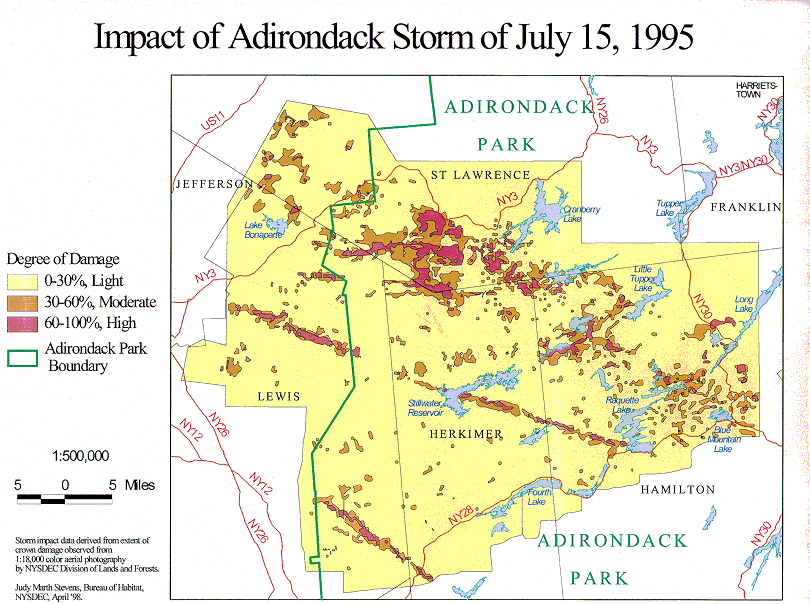 Impact of Adirondack Storm of July 15, 1995
HARRIETS-
TOWN
ADIRONDACK
PARK
US11
NY26
NY30
NY3
NY3/NY30
JEFFERSON
ST LAWRENCE
NY3
Cranberry
Lake
Tupper
Lake
FRANKLIN
Lake
Bonaparte
Degree of Damage
0-30%, Light
30-60%, Moderate
60-100%, High
Adirondack Park
Boundary
NY3
Little
Tupper
Lake
NY30
Long
Lake
LEWIS
Stillwater
Reservoir
Raquette
Lake
HERKIMER
Blue
Mountain
Lake
NY26
NY12
1:500,000
5 0 5 Miles
NY12
NY26
Fourth
Lake
HAMILTON
NY28
NY30
ADIRONDACK
PARK
Storm impact data derived from extent of
crown damage observed from
1:18,000 color aerial photography
by NYSDEC Division of Lands and Forests.
Judy Marth Stevens, Bureau of Habitat,
NYSDEC, April '98.